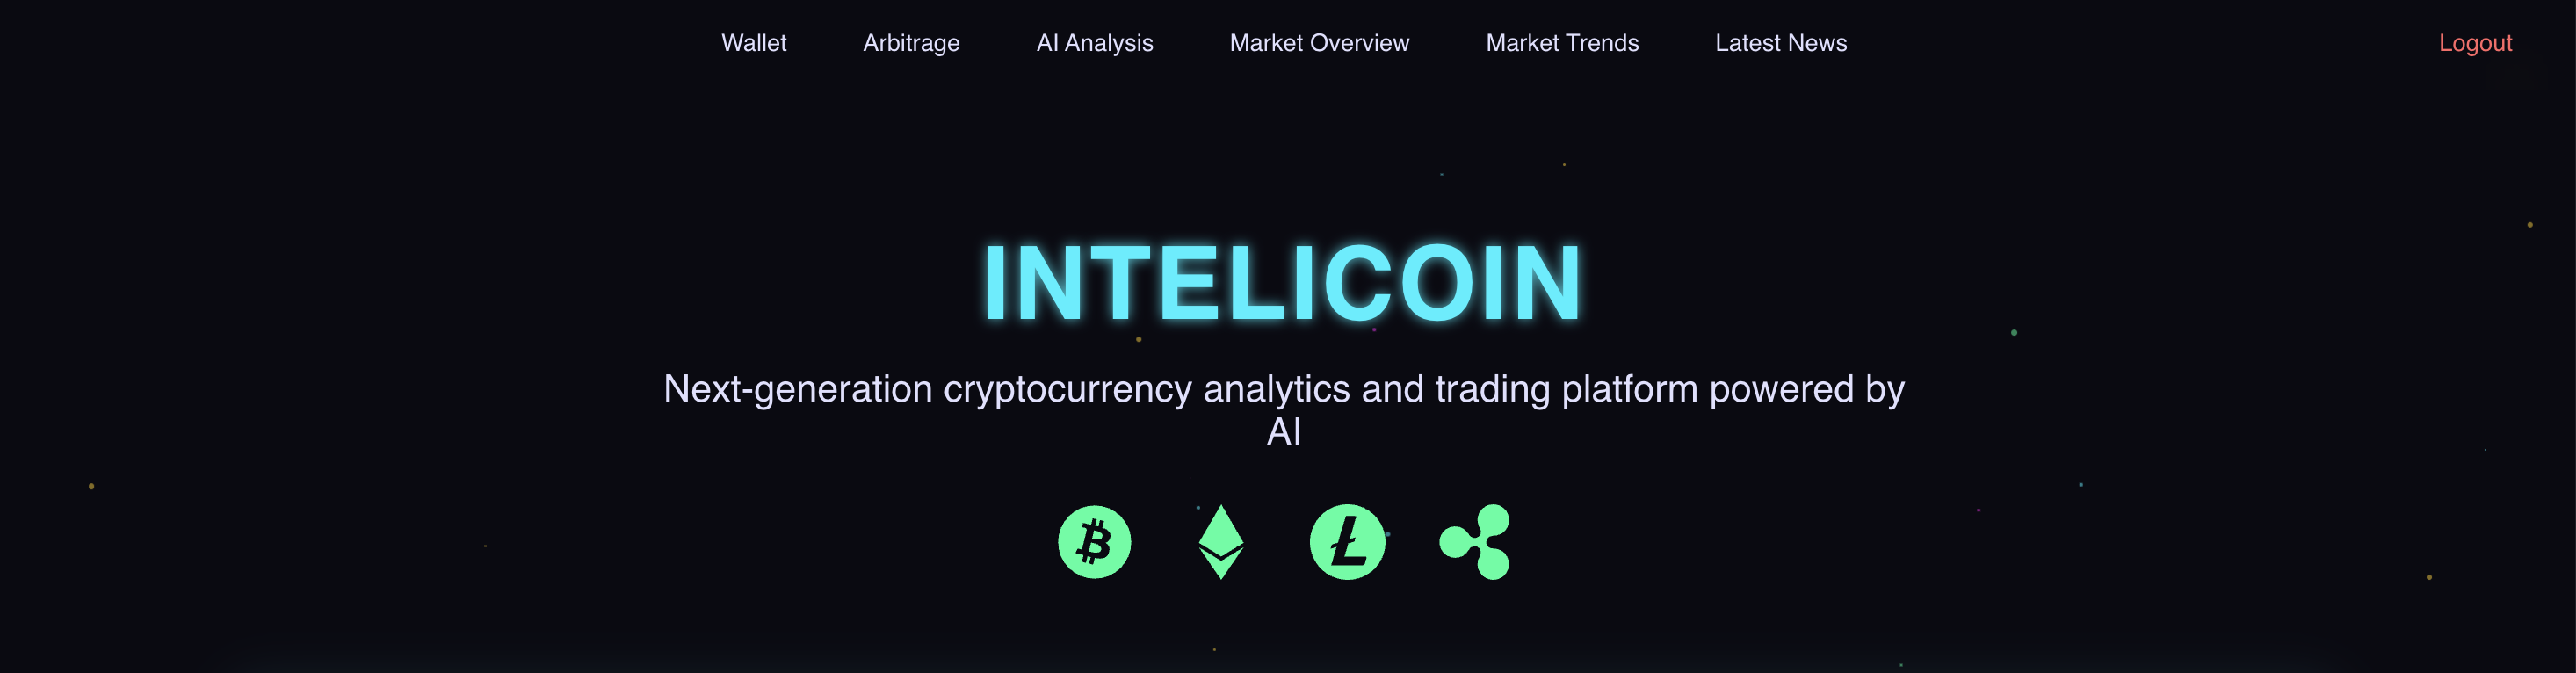 Wallet Arbitrage AI Analysis Market Overview Market Trends Latest News Logout
INTELICOIN
Next-generation cryptocurrency analytics and trading platform powered by
AI